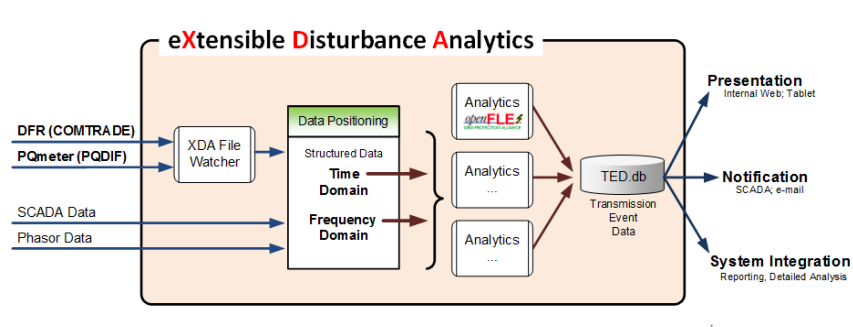 eXtensible Disturbance Analytics
DFR (COMTRADE)
PQmeter (PQDIF)
SCADA Data
Phasor Data
XDA File
Watcher
Data Positioning
Structured Data
Time
Domain
Frequency
Domain
Analytics
openFLE
GRID PROTECTION ALLIANCE
Analytics
...
Analytics
...
TED.db
Transmission
Event
Data
Presentation
Internal Web; Tablet
Notification
SCADA; e-mail
System Integration
Reporting, Detailed Analysis